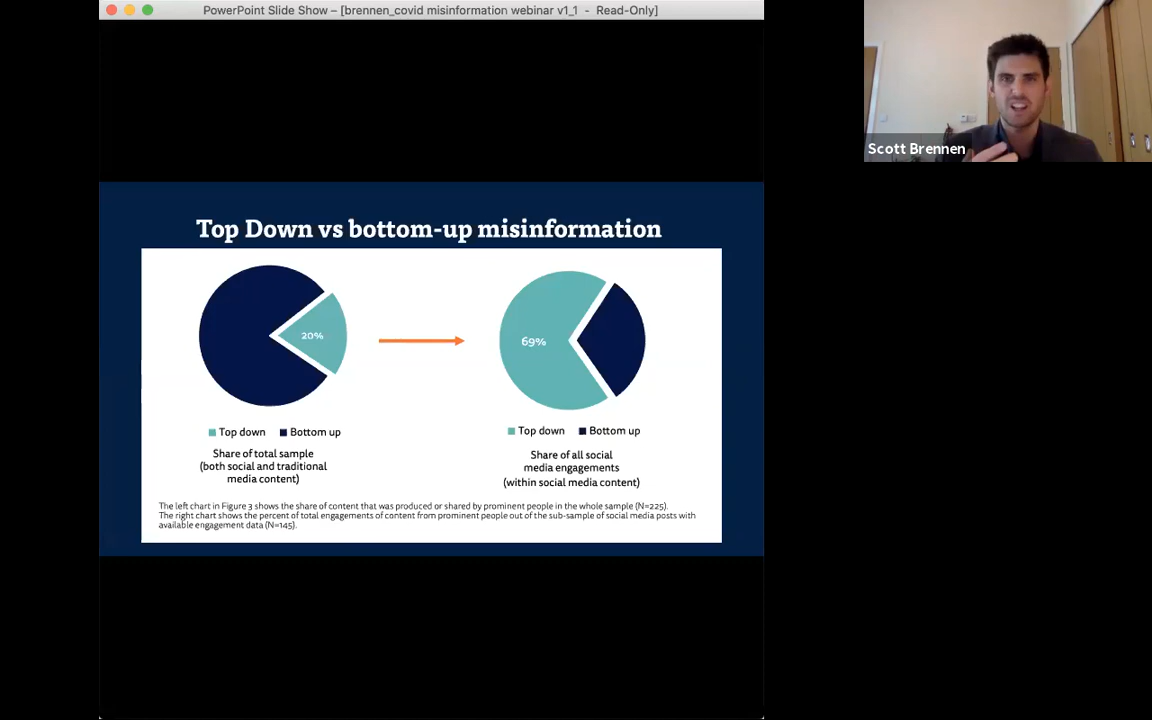 PowerPoint Slide Show – [brennen_covid misinformation webinar v1_1 - Read-Only]
Scott Brennen
Top Down vs bottom-up misinformation
20%
69%
Top down Bottom up
Top down Bottom up
Share of total sample
(both social and traditional
media content)
Share of all social
media engagements
(within social media content)
The left chart in Figure 3 shows the share of content that was produced or shared by prominent people in the whole sample (N=225).
The right chart shows the percent of total engagements of content from prominent people out of the sub-sample of social media posts with
available engagement data (N=145).